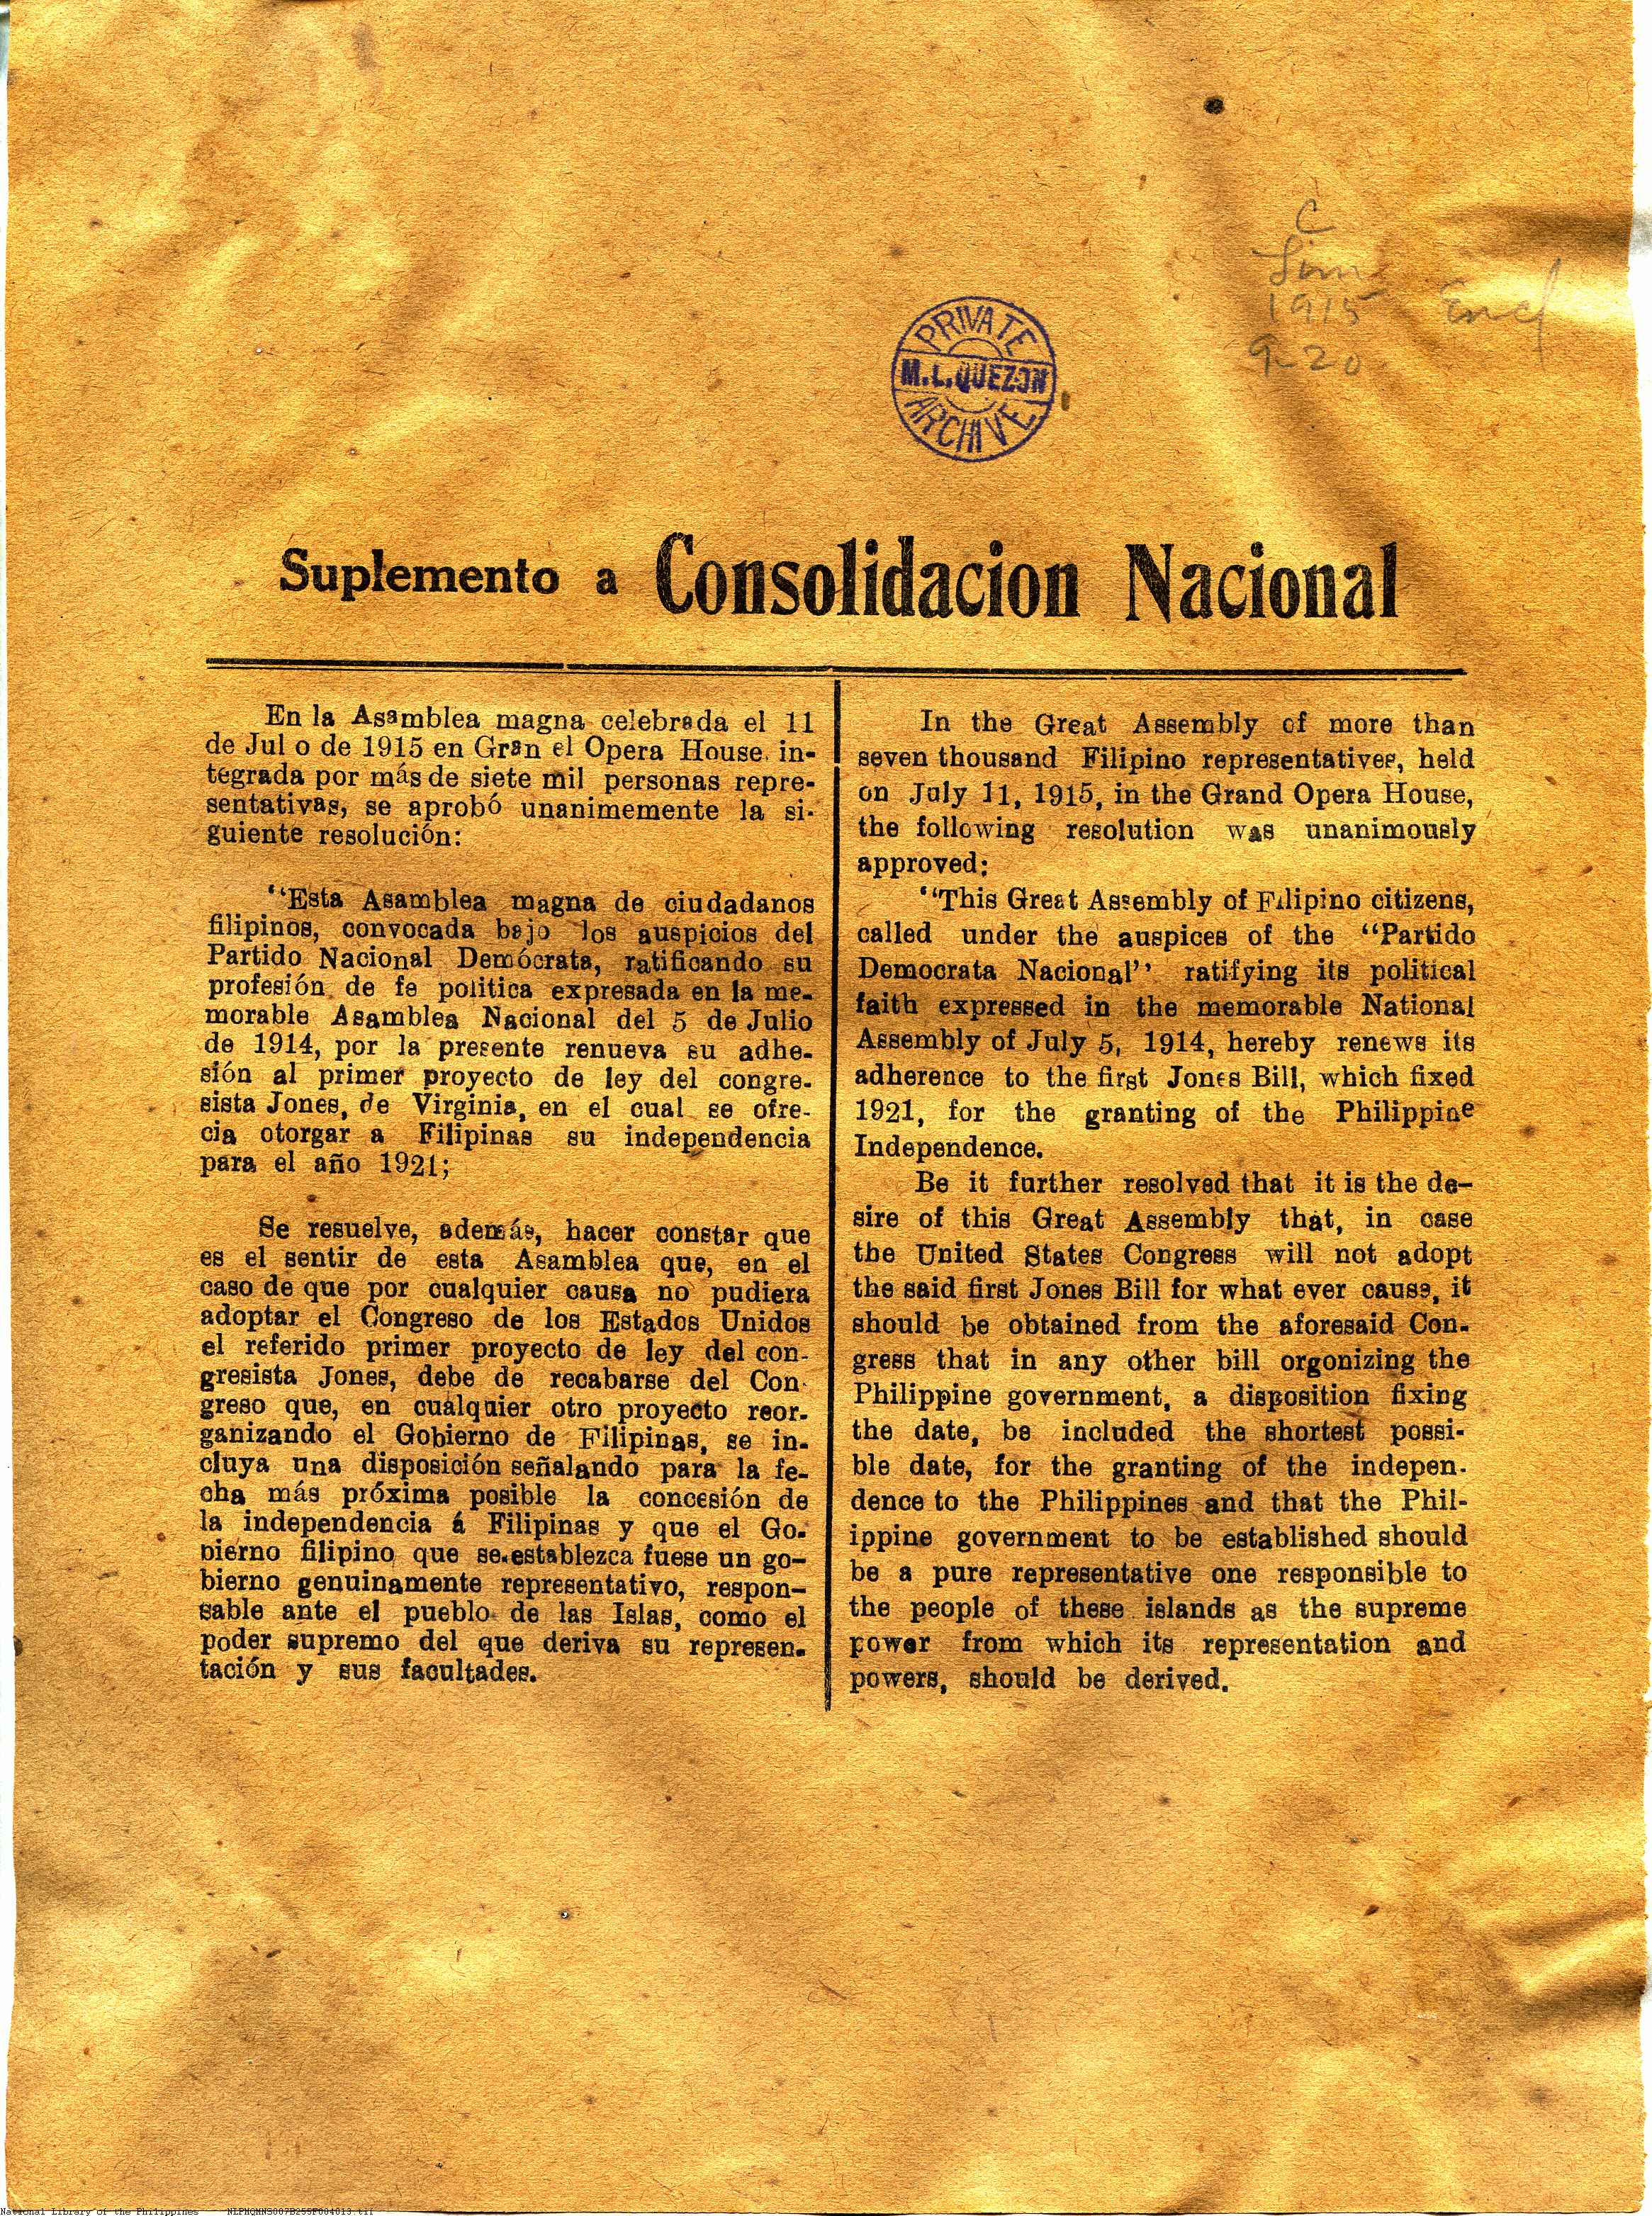 C
Lim
1915 Encl
9-20
PRIVATE
M.L.QUEZON
ARCHIVE
Suplemento a Consolidacion Nacional
En la Asamblea magna celebrada el 11
de Jul o de 1915 en Gran el Opera House, in-
tegrada por más de siete mil personas repre-
sentativas, se aprobó unanimemente la si-
guiente resolución:
"Esta Asamblea magna de ciudadanos
filipinos, convocada bajo los auspicios del
Partido Nacional Demócrata, ratificando su
profesión de fe politica expresada en la me-
morable Asamblea Nacional del 5 de Julio
de 1914, por la presente renueva su adhe-
sión al primer proyecto de ley del congre-
sista Jones, de Virginia, en el cual se ofre-
cia otorgar a Filipinas su independencia
para el año 1921;
Se resuelve, además, hacer constar que
es el sentir de esta Asamblea que, en el
caso de que por cualquier causa no pudiera
adoptar el Congreso de los Estados Unidos
el referido primer proyecto de ley del con-
gresista Jones, debe de recabarse del Con-
greso que, en cualquier otro proyecto reor-
ganizando el Gobierno de Filipinas, se in-
cluya una disposición señalando para la fe-
cha más próxima posible la concesión de
la independencia á Filipinas y que el Go-
bierno filipino que se establezca fuese un go-
bierno genuinamente representativo, respon-
sable ante el pueblo de las Islas, como el
poder supremo del que deriva su represen-
tación y sus facultades.
In the Great Assembly of more than
seven thousand Filipino representatives, held
on July 11, 1915, in the Grand Opera House,
the following resolution was unanimously
approved:
"This Great Assembly of Filipino citizens,
called under the auspices of the "Partido
Democrata Nacional" ratifying its political
faith expressed in the memorable National
Assembly of July 5, 1914, hereby renews its
adherence to the first Jones Bill, which fixed
1921, for the granting of the Philippine
Independence.
Be it further resolved that it is the de-
sire of this Great Assembly that, in case
the United States Congress will not adopt
the said first Jones Bill for what ever cause, it
should be obtained from the aforesaid Con-
gress that in any other bill orgonizing the
Philippine government, a disposition fixing
the date, be included the shortest possi-
ble date, for the granting of the indepen-
dence to the Philippines and that the Phil-
ippine government to be established should
be a pure representative one responsible to
the people of these islands as the supreme
power from which its representation and
powers, should be derived.
National Library of the Philippines NLPMQMNS007B255F004013.tif